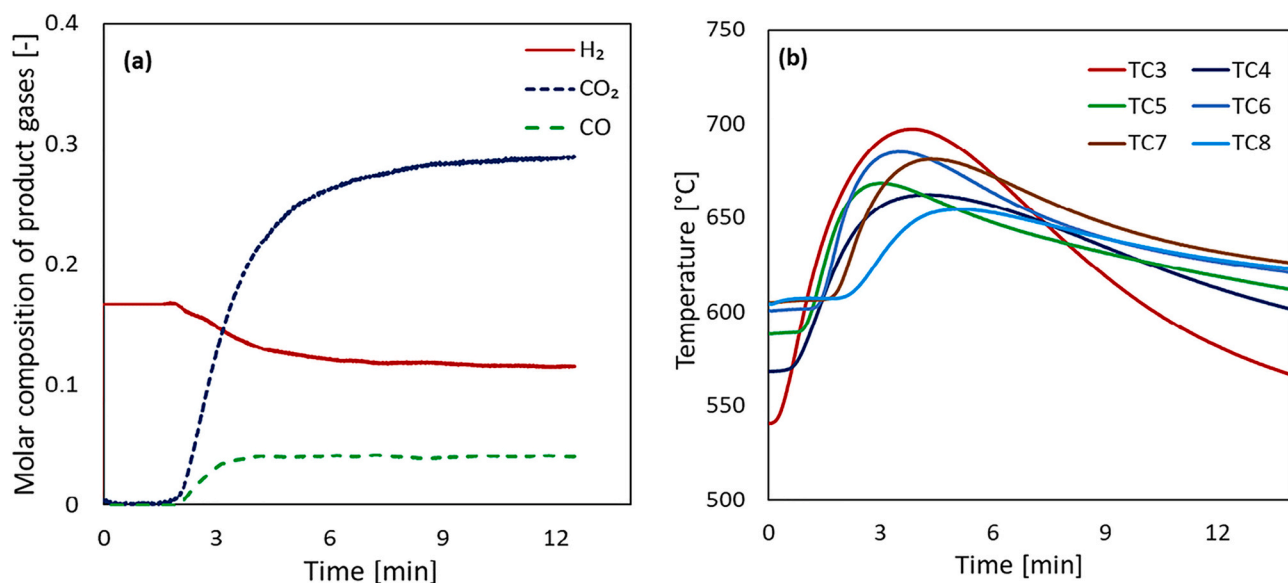 (a)
Molar composition of product gases [-]
0.4
0.3
0.2
0.1
0
H₂
CO₂
CO
0 3 6 9 12
Time [min]
(b)
Temperature [°C]
750
700
650
600
550
500
TC3 TC4
TC5 TC6
TC7 TC8
0 3 6 9 12
Time [min]